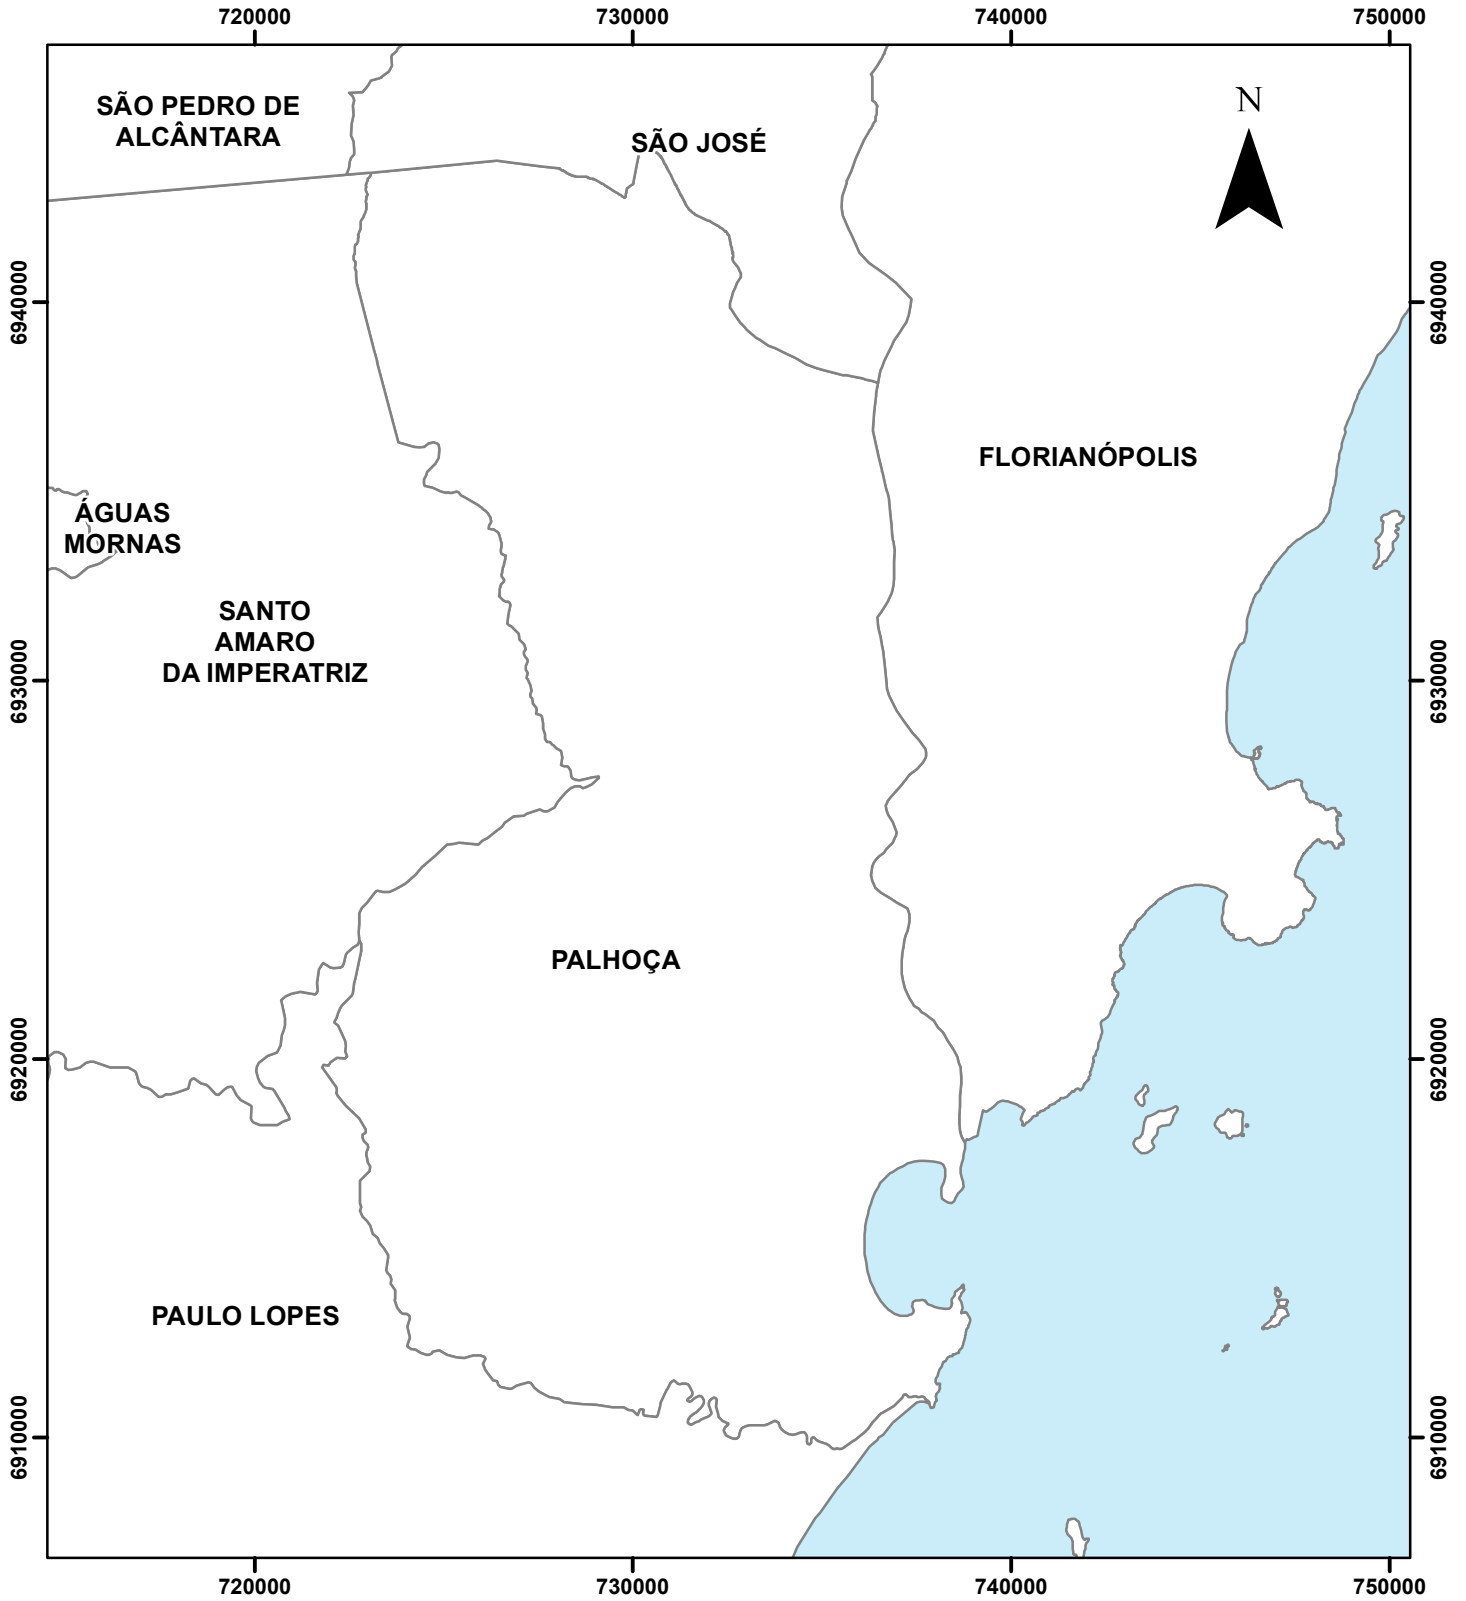 720000
730000
740000
750000
N
SÃO PEDRO DE
ALCÂNTARA
SÃO JOSÉ
6940000
6940000
FLORIANÓPOLIS
ÁGUAS
MORNAS
SANTO
AMARO
DA IMPERATRIZ
6930000
6930000
PALHOÇA
6920000
6920000
PAULO LOPES
6910000
6910000
720000
730000
740000
750000